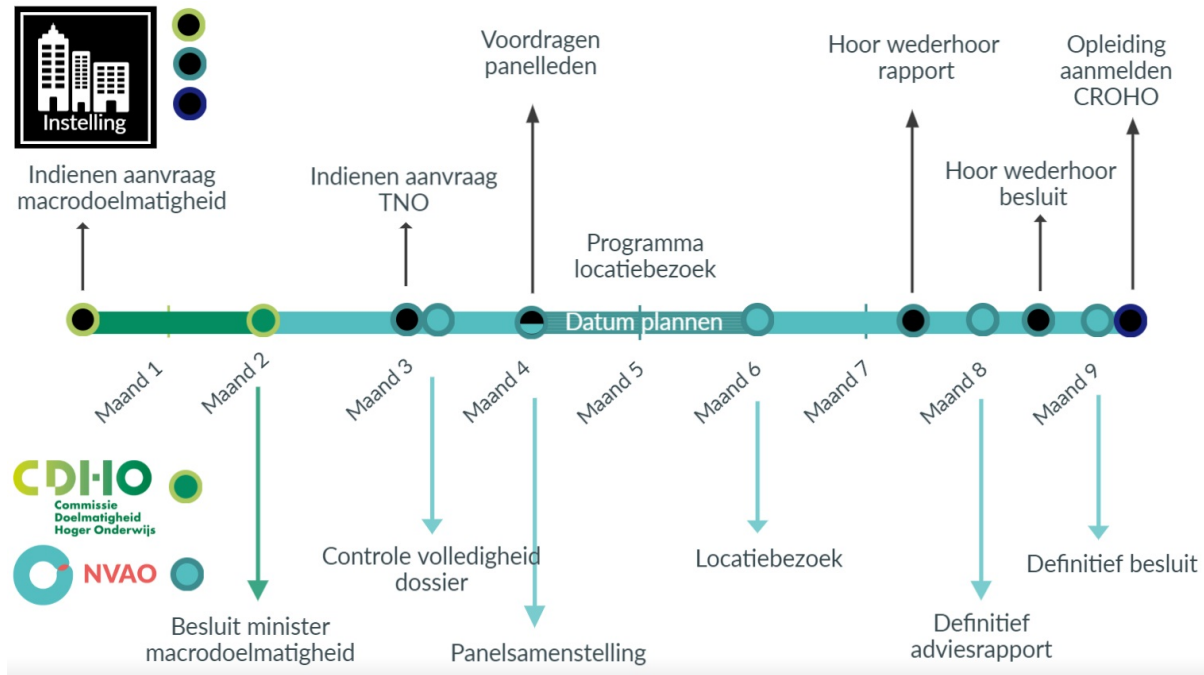 Instelling
Voordragen
panelleden
Hoor wederhoor
rapport
Opleiding
aanmelden
CROHO
Indienen aanvraag
macrodoelmatigheid
Indienen aanvraag
TNO
Hoor wederhoor
besluit
Programma
locatiebezoek
Datum plannen
Maand 1
Maand 2
Maand 3
Maand 4
Maand 5
Maand 6
Maand 7
Maand 8
Maand 9
CDHO
Commissie
Doelmatigheid
Hoger Onderwijs
NVAO
Controle volledigheid
dossier
Locatiebezoek
Definitief besluit
Besluit minister
macrodoelmatigheid
Panelsamenstelling
Definitief
adviesrapport